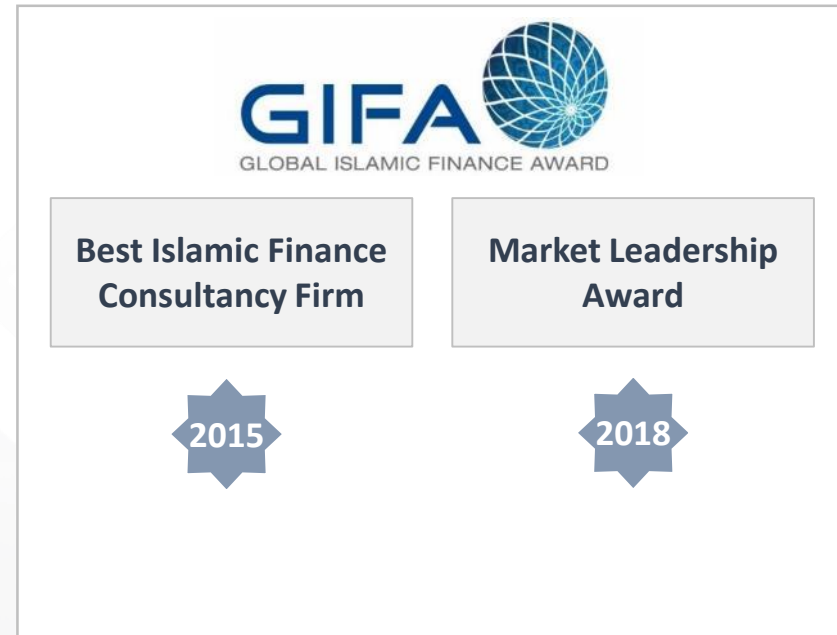 GIFA
GLOBAL ISLAMIC FINANCE AWARD
Best Islamic Finance
Consultancy Firm
Market Leadership
Award
2015
2018